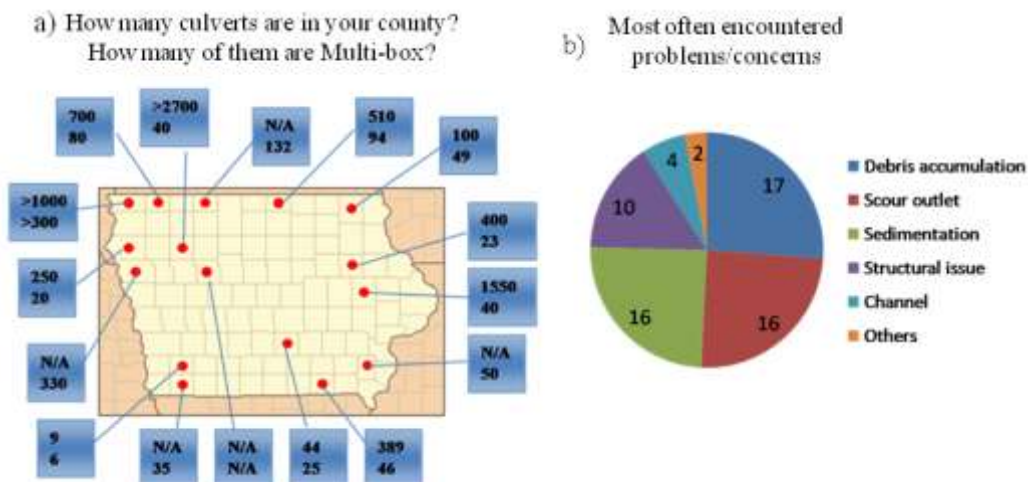 a) How many culverts are in your county?
How many of them are Multi-box?
700
80
>2700
40
N/A
132
510
94
100
49
>1000
>300
400
23
250
20
1550
40
N/A
330
N/A
50
9
6
N/A
35
N/A
N/A
44
25
389
46
b) Most often encountered
problems/concerns
17
16
16
10
4
2
Debris accumulation
Scour outlet
Sedimentation
Structural issue
Channel
Others